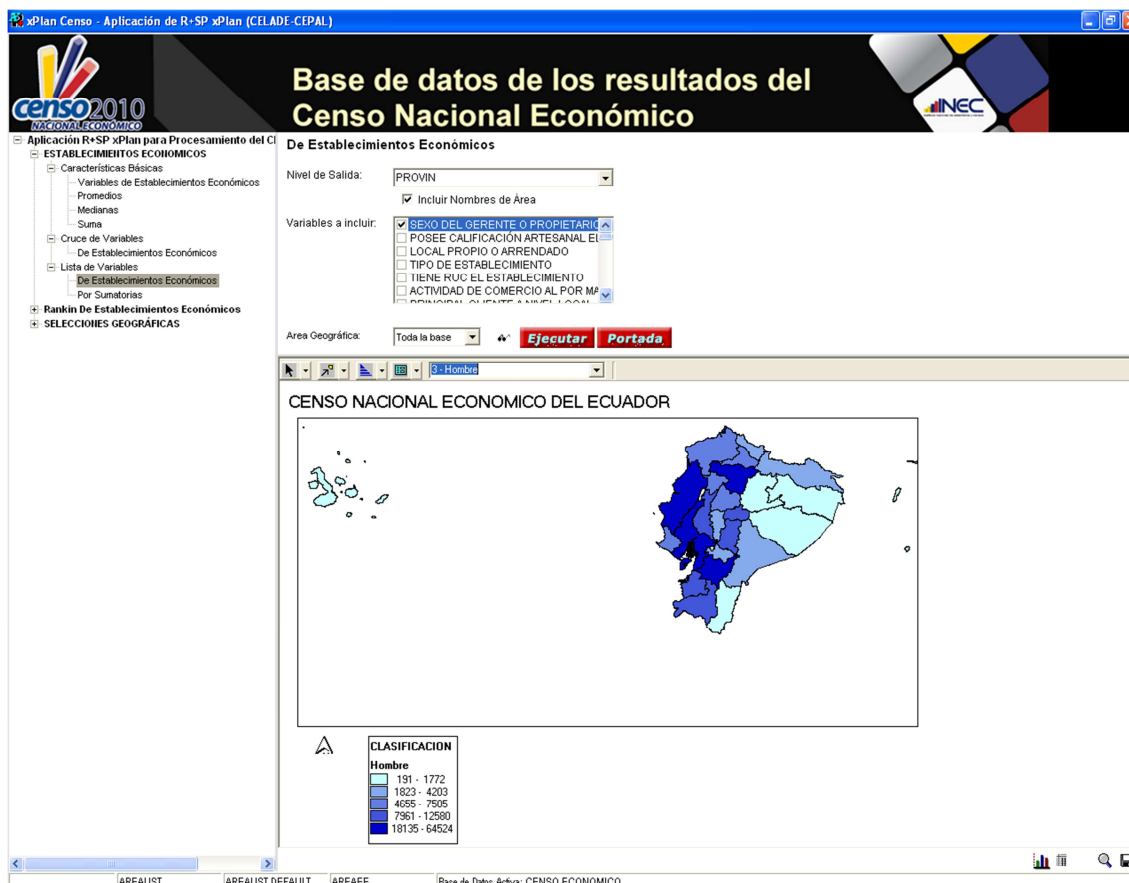 xPlan Censo - Aplicación de R+SP xPlan (CELADE-CEPAL)
censo2010
NACIONAL ECONÓMICO
Base de datos de los resultados del
Censo Nacional Económico
INEC
Aplicación R+SP xPlan para Procesamiento del C
ESTABLECIMIENTOS ECONOMICOS
Características Básicas
Variables de Establecimientos Económicos
Promedios
Medianas
Suma
Cruce de Variables
De Establecimientos Económicos
Lista de Variables
De Establecimientos Económicos
Por Sumatorias
Rankin De Establecimientos Económicos
SELECCIONES GEOGRÁFICAS
De Establecimientos Económicos
Nivel de Salida: PROVIN
Incluir Nombres de Área
Variables a incluir: SEXO DEL GERENTE O PROPIETARIO
POSEE CALIFICACIÓN ARTESANAL EL
LOCAL PROPIO O ARRENDADO
TIPO DE ESTABLECIMIENTO
TIENE RUC EL ESTABLECIMIENTO
ACTIVIDAD DE COMERCIO AL POR MA
PRINCIPAL CLIENTE A NIVEL LOCAL
Area Geográfica: Toda la base Ejecutar Portada
3 - Hombre
CENSO NACIONAL ECONOMICO DEL ECUADOR
CLASIFICACION
Hombre
191 - 1772
1823 - 4203
4655 - 7505
7961 - 12580
18135 - 64524
AREALIST AREALIST DEFAULT AREAEE Base de Datos Activa: CENSO ECONOMICO